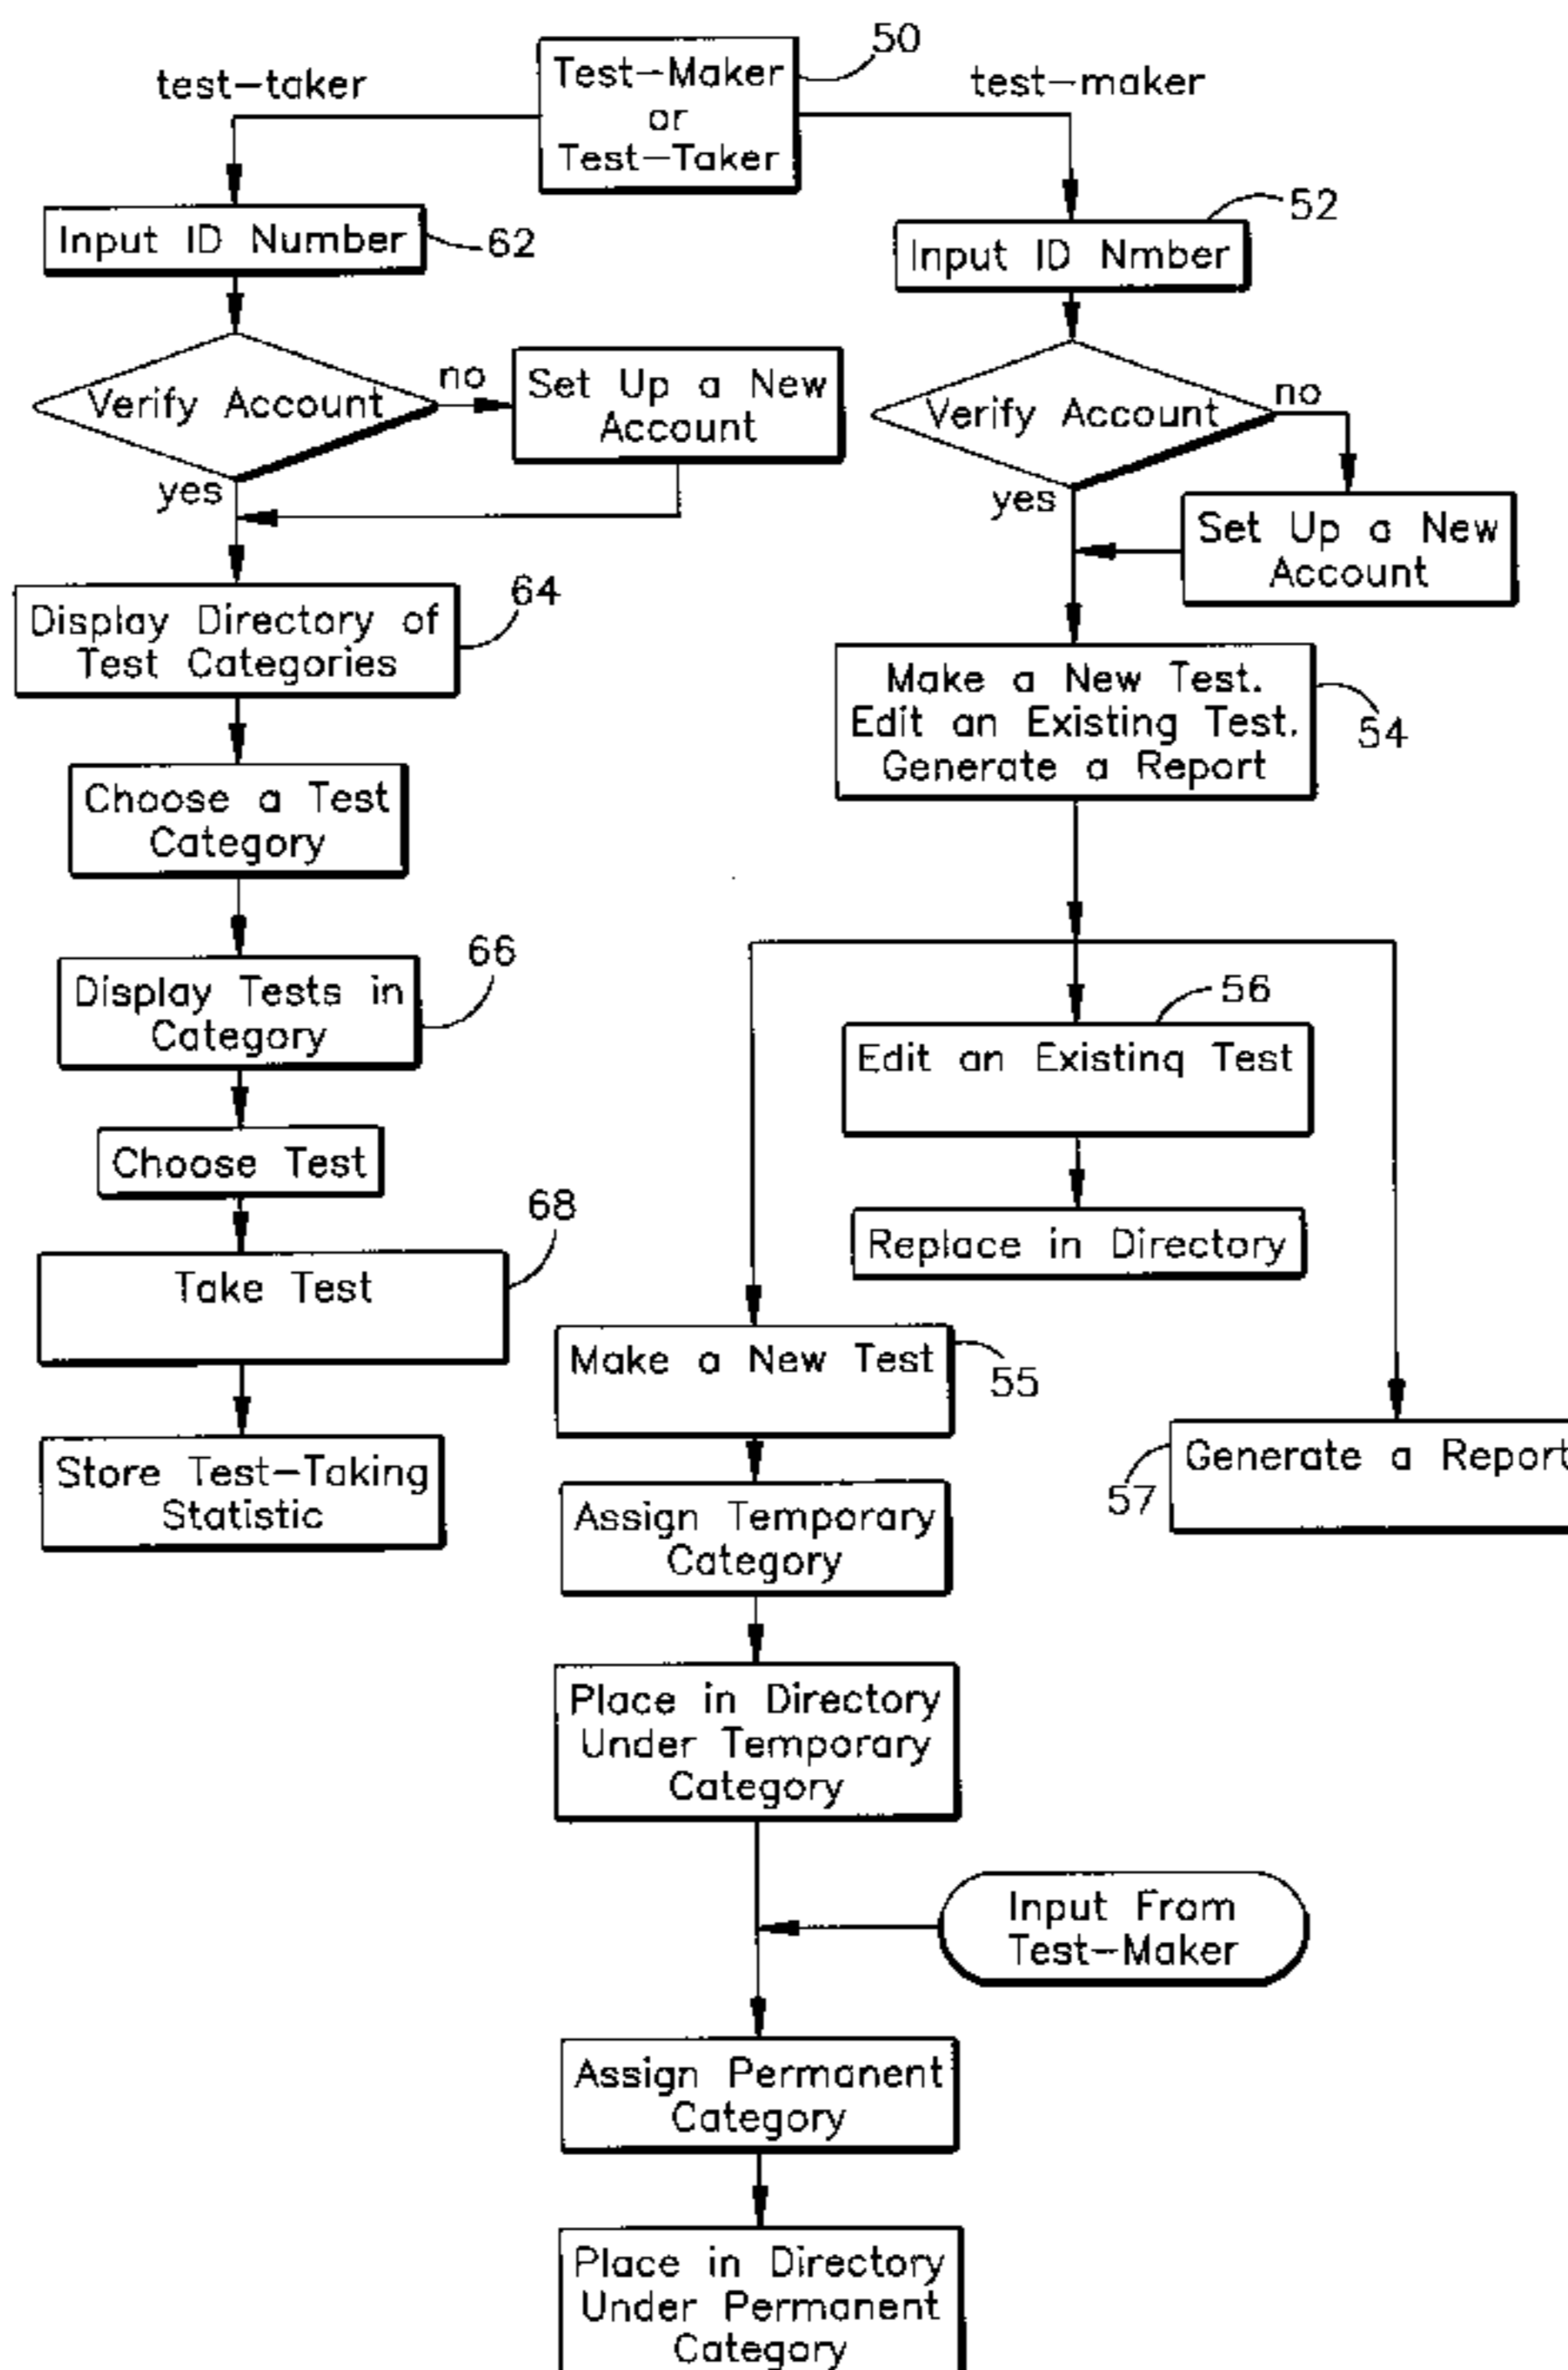 50
test-taker
Test-Maker
or
Test-Taker
test-maker
Input ID Number
62
52
Input ID Nmber
Verify Account
no
yes
Set Up a New
Account
Verify Account
no
yes
Set Up a New
Account
Display Directory of
Test Categories
64
Make a New Test.
Edit an Existing Test.
Generate a Report
54
Choose a Test
Category
Display Tests in
Category
66
56
Edit an Existing Test
Choose Test
Replace in Directory
Take Test
68
Make a New Test
55
Store Test-Taking
Statistic
Generate a Report
57
Assign Temporary
Category
Place in Directory
Under Temporary
Category
Input From
Test-Maker
Assign Permanent
Category
Place in Directory
Under Permanent
Category